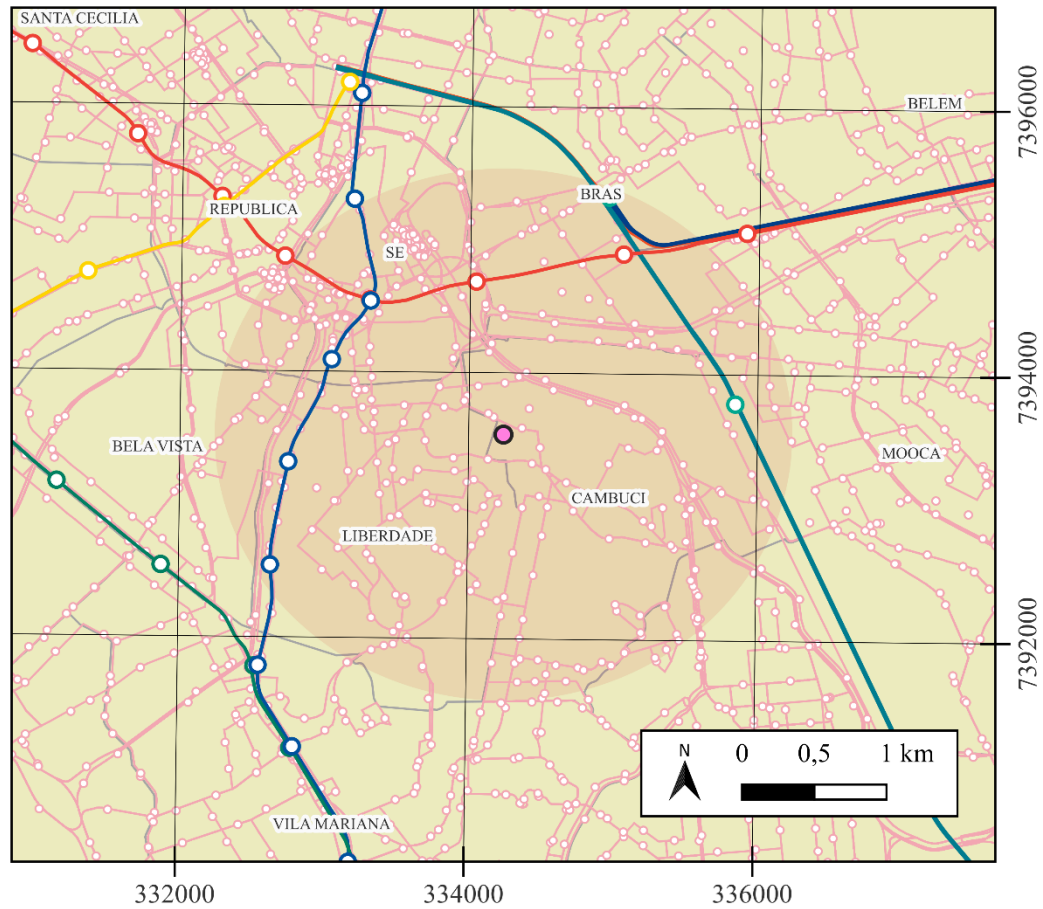 SANTA CECILIA
BELEM
7396000
BRAS
REPUBLICA
SE
7394000
BELA VISTA
MOOCA
CAMBUCI
LIBERDADE
7392000
N
0 0,5 1 km
VILA MARIANA
332000 334000 336000